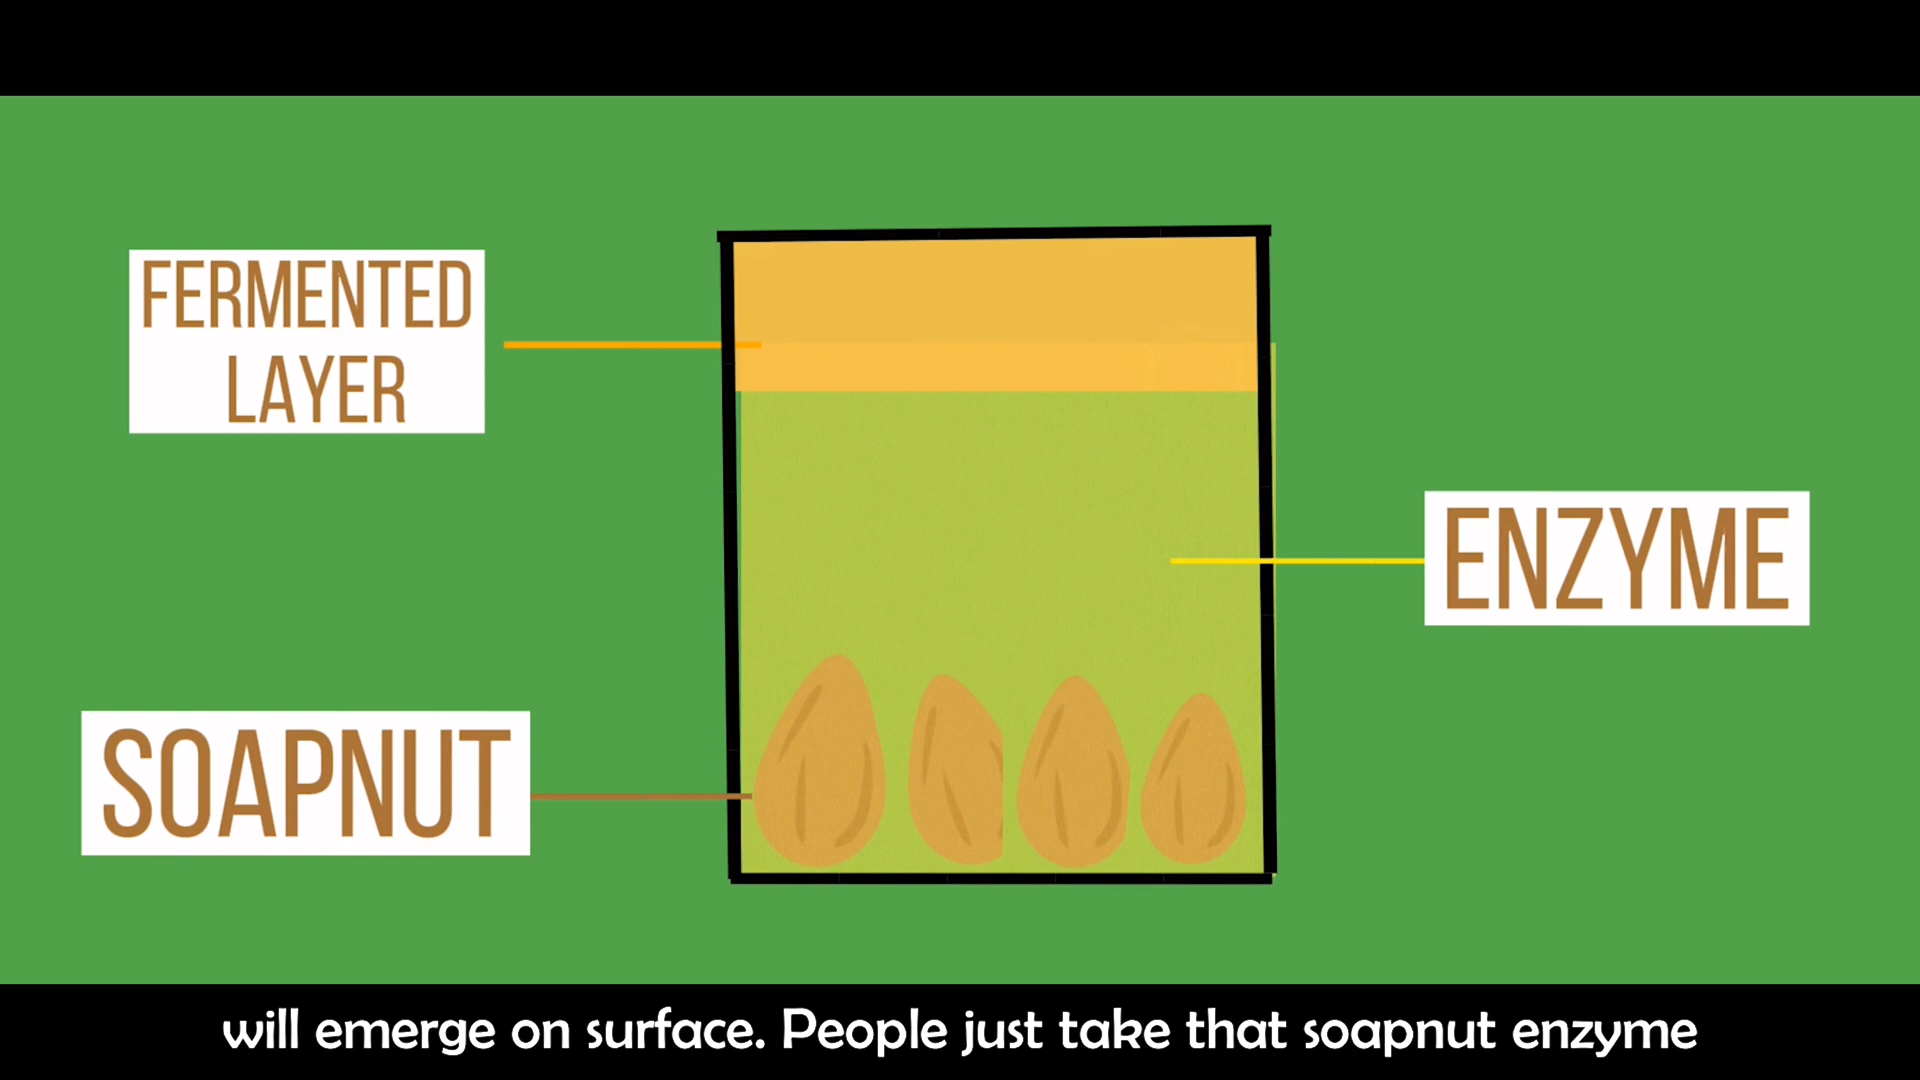 FERMENTED
LAYER
ENZYME
SOAPNUT
will emerge on surface. People just take that soapnut enzyme